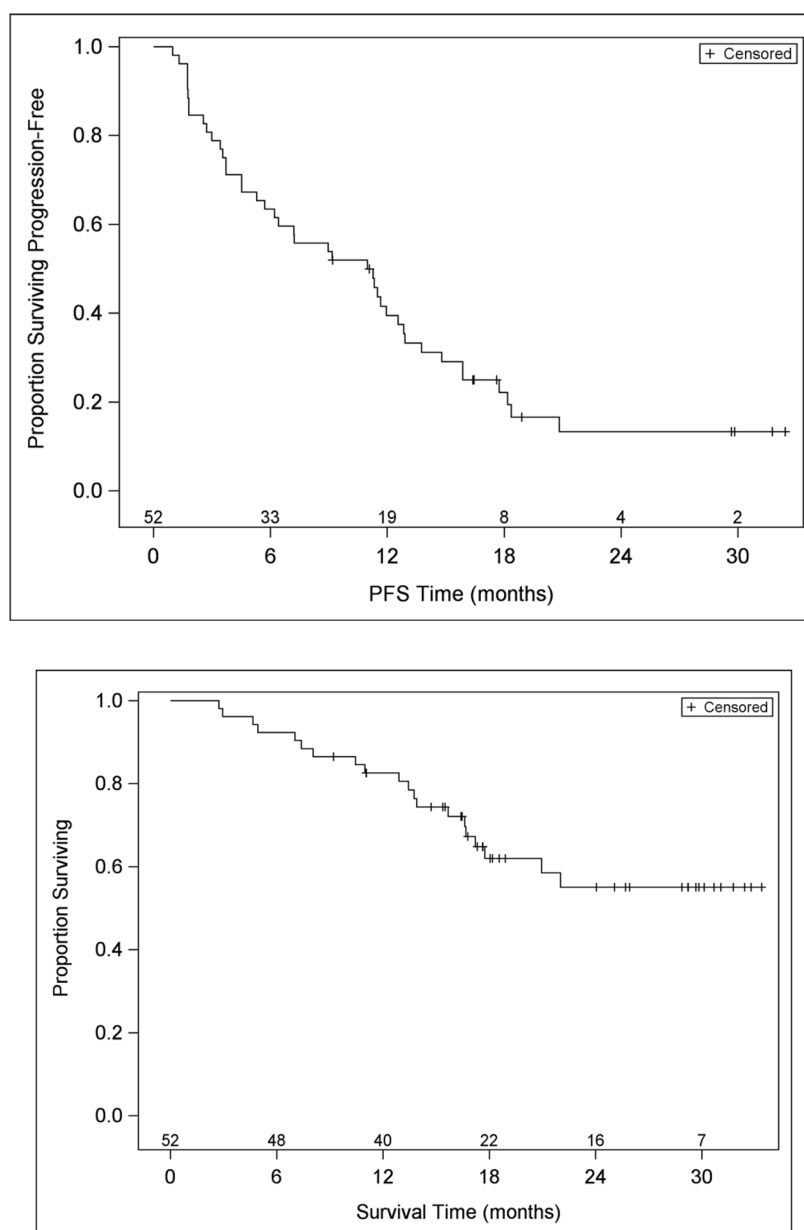 + Censored
1.0
0.8
0.6
0.4
0.2
0.0
Proportion Surviving Progression-Free
52 33 19 8 4 2
0 6 12 18 24 30
PFS Time (months)
+ Censored
1.0
0.8
0.6
0.4
0.2
0.0
Proportion Surviving
52 48 40 22 16 7
0 6 12 18 24 30
Survival Time (months)